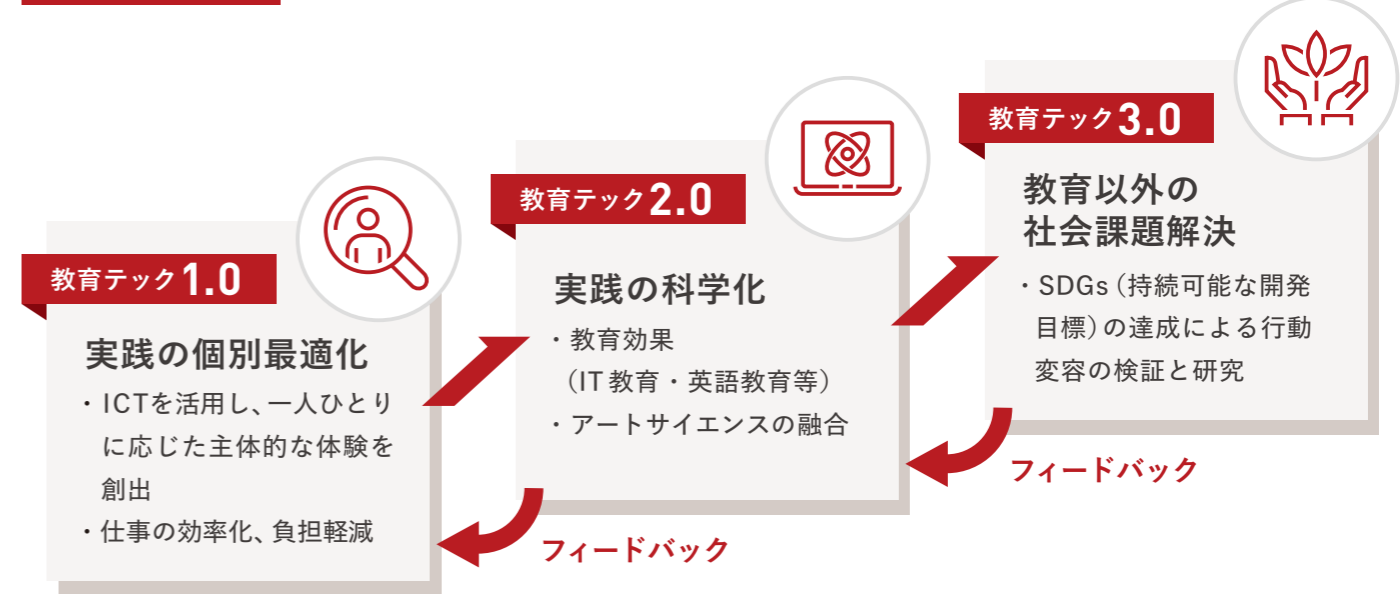 教育テック1.0
実践の個別最適化
・ICTを活用し、一人ひとり
に応じた主体的な体験を
創出
・仕事の効率化、負担軽減
フィードバック
教育テック2.0
実践の科学化
・教育効果
（IT教育・英語教育等）
・アートサイエンスの融合
フィードバック
教育テック3.0
教育以外の
社会課題解決
・SDGs（持続可能な開発
目標）の達成による行動
変容の検証と研究